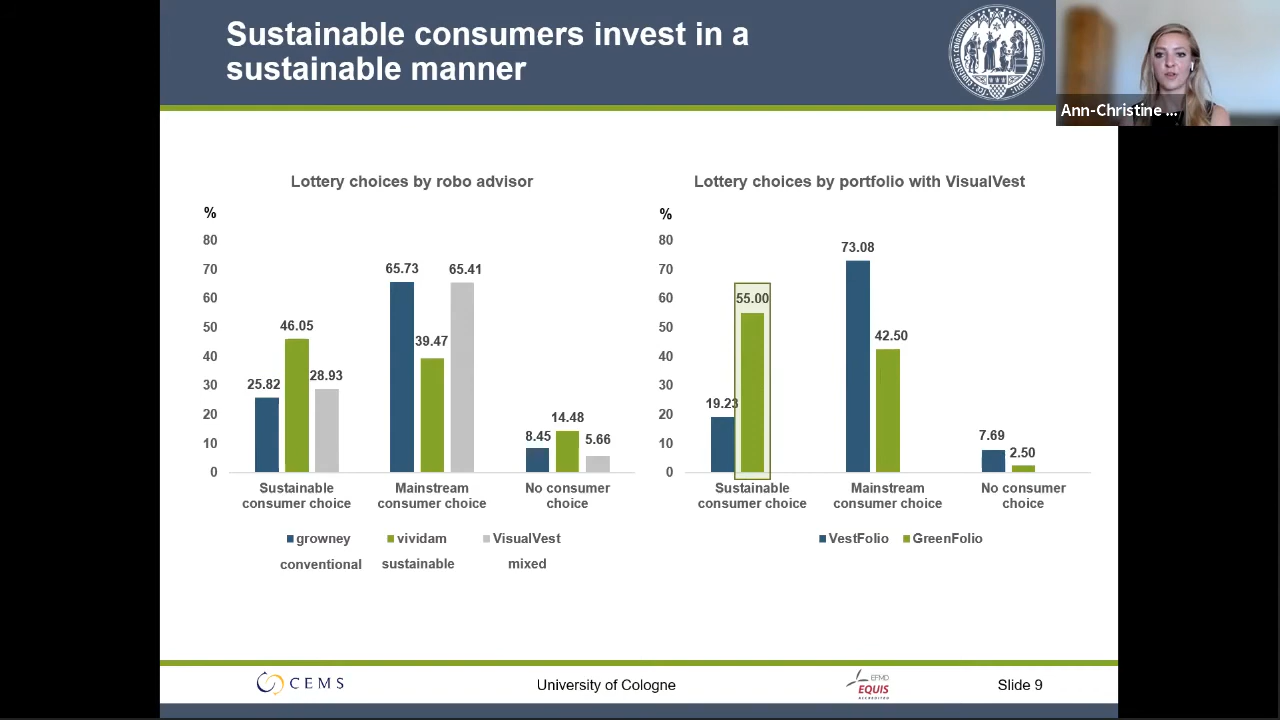 Sustainable consumers invest in a
sustainable manner
Ann-Christine ...
Lottery choices by robo advisor
%
80
70
60
50
40
30
20
10
0
25.82
46.05
28.93
65.73
39.47
65.41
8.45
14.48
5.66
Sustainable
consumer choice
Mainstream
consumer choice
No consumer
choice
growney
vividam
VisualVest
conventional
sustainable
mixed
Lottery choices by portfolio with VisualVest
%
80
70
60
50
40
30
20
10
0
19.23
55.00
73.08
42.50
7.69
2.50
Sustainable
consumer choice
Mainstream
consumer choice
No consumer
choice
VestFolio
GreenFolio
CEMS
University of Cologne
EFMD
EQUIS
ACCREDITED
Slide 9